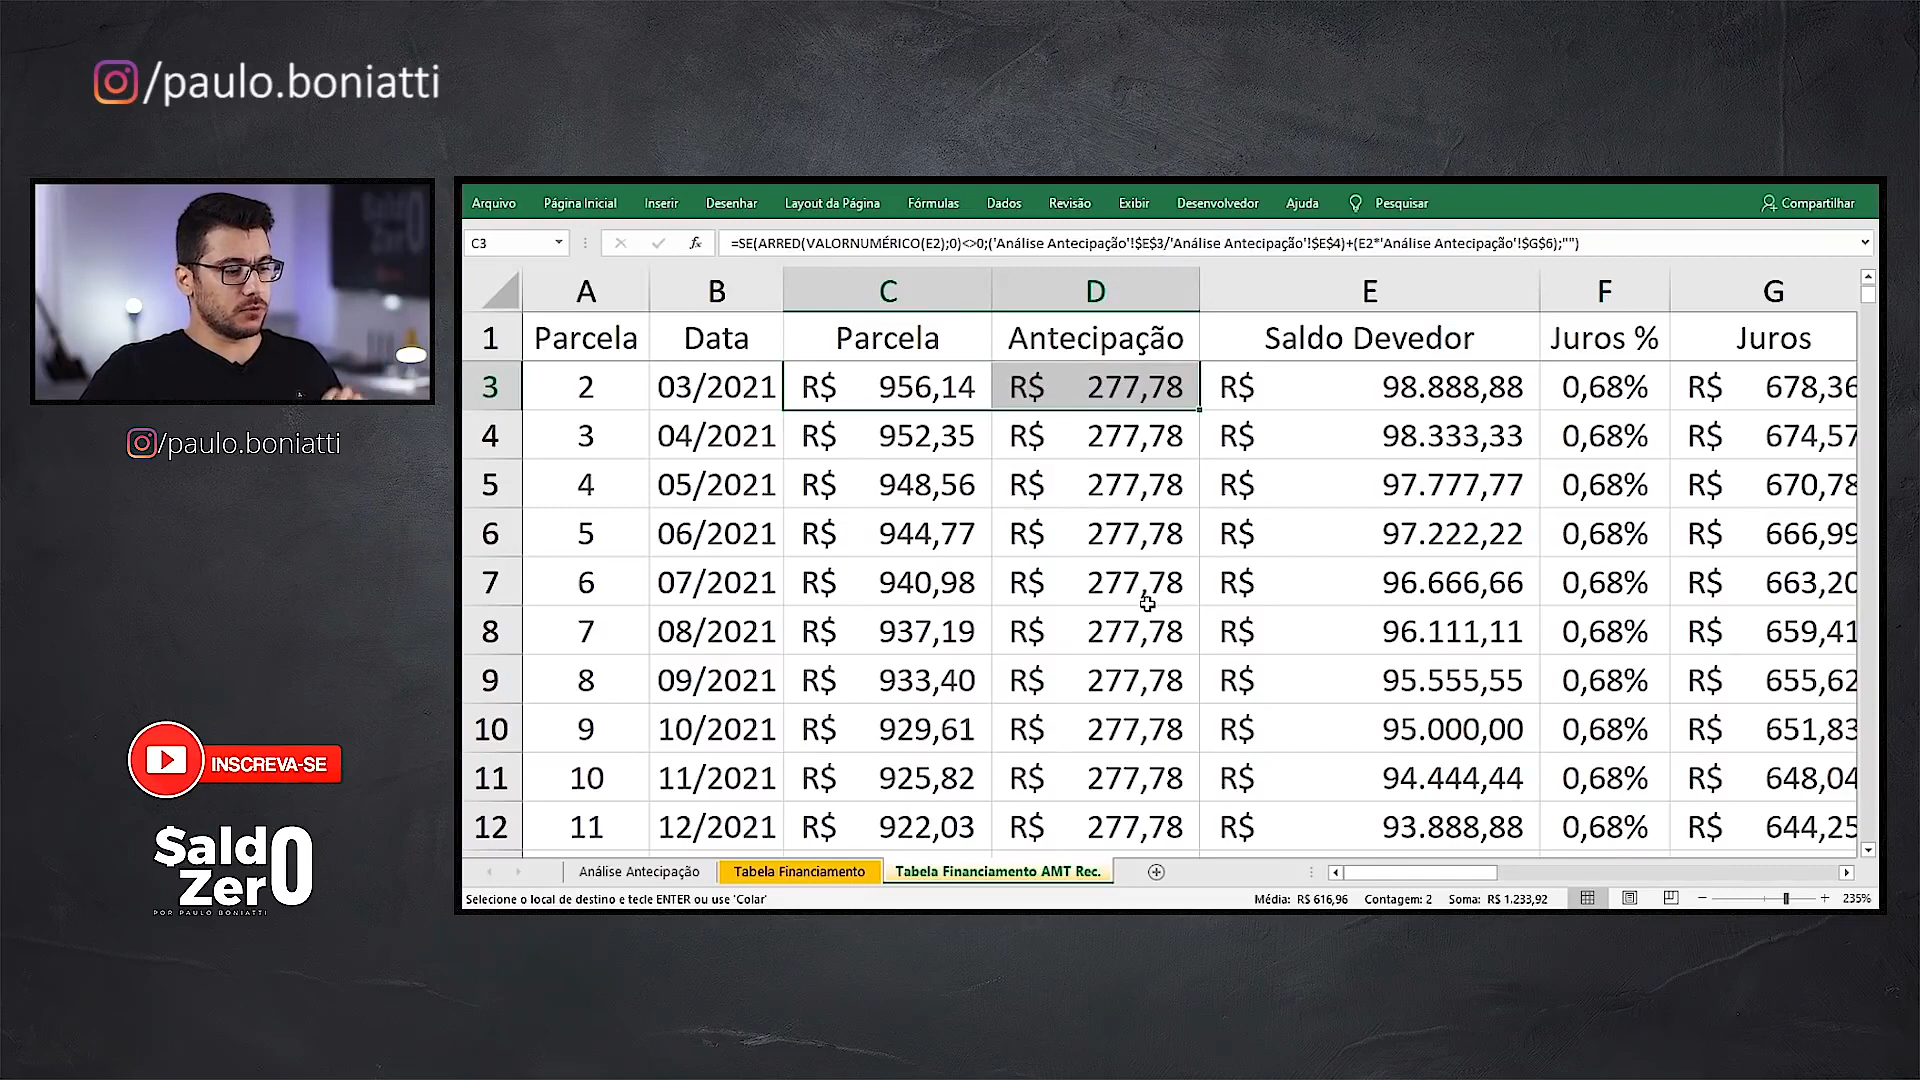 /paulo.boniatti
/paulo.boniatti
INSCREVA-SE
$ald0
Zer0
POR PAULO BONIATTI
Arquivo Página Inicial Inserir Desenhar Layout da Página Fórmulas Dados Revisão Exibir Desenvolvedor Ajuda Pesquisar Compartilhar
C3 fx =SE(ARRED(VALORNUMÉRICO(E2);0)<>0;('Análise Antecipação'!$E$3/'Análise Antecipação'!$E$4)+(E2*'Análise Antecipação'!$G$6);"")
A B C D E F G
1 Parcela Data Parcela Antecipação Saldo Devedor Juros % Juros
3 2 03/2021 R$ 956,14 R$ 277,78 R$ 98.888,88 0,68% R$ 678,36
4 3 04/2021 R$ 952,35 R$ 277,78 R$ 98.333,33 0,68% R$ 674,57
5 4 05/2021 R$ 948,56 R$ 277,78 R$ 97.777,77 0,68% R$ 670,78
6 5 06/2021 R$ 944,77 R$ 277,78 R$ 97.222,22 0,68% R$ 666,99
7 6 07/2021 R$ 940,98 R$ 277,78 R$ 96.666,66 0,68% R$ 663,20
8 7 08/2021 R$ 937,19 R$ 277,78 R$ 96.111,11 0,68% R$ 659,41
9 8 09/2021 R$ 933,40 R$ 277,78 R$ 95.555,55 0,68% R$ 655,62
10 9 10/2021 R$ 929,61 R$ 277,78 R$ 95.000,00 0,68% R$ 651,83
11 10 11/2021 R$ 925,82 R$ 277,78 R$ 94.444,44 0,68% R$ 648,04
12 11 12/2021 R$ 922,03 R$ 277,78 R$ 93.888,88 0,68% R$ 644,25
Análise Antecipação Tabela Financiamento Tabela Financiamento AMT Rec.
Selecione o local de destino e tecle ENTER ou use 'Colar' Média: R$ 616,96 Contagem: 2 Soma: R$ 1.233,92 235%